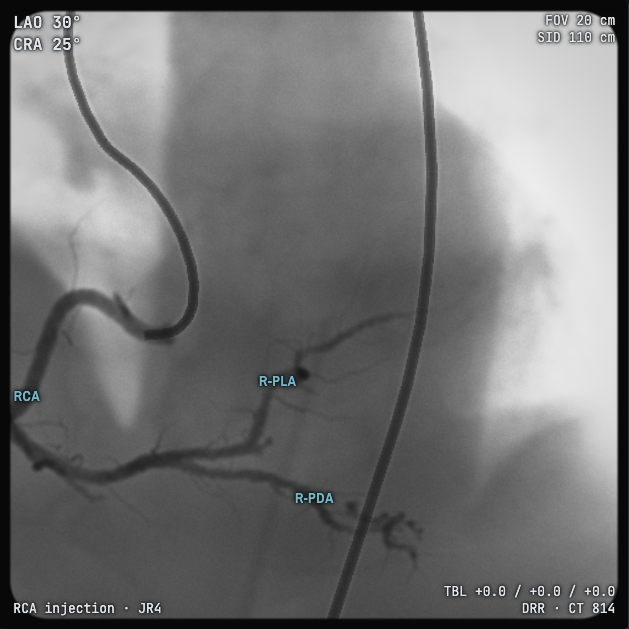 LAO 30°
CRA 25°
FOV 20 cm
SID 110 cm
R-PLA
RCA
R-PDA
TBL +0.0 / +0.0 / +0.0
RCA injection · JR4
DRR · CT 814